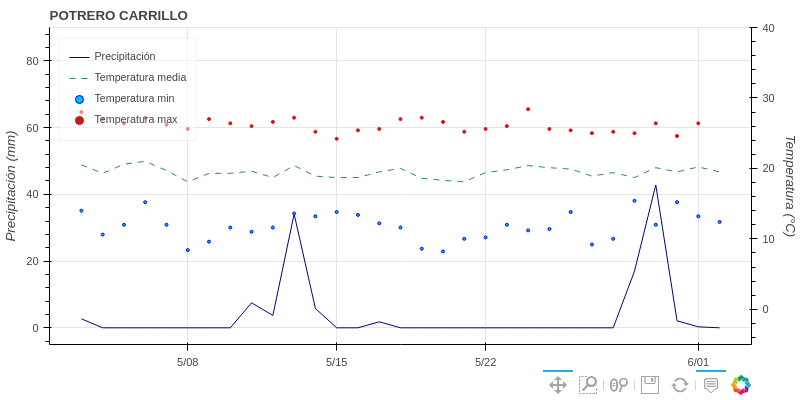 POTRERO CARRILLO
Precipitación
Temperatura media
Temperatura min
Temperatura max
Precipitación (mm)
80
60
40
20
0
40
30
20
10
0
Temperatura (°C)
5/08
5/15
5/22
6/01